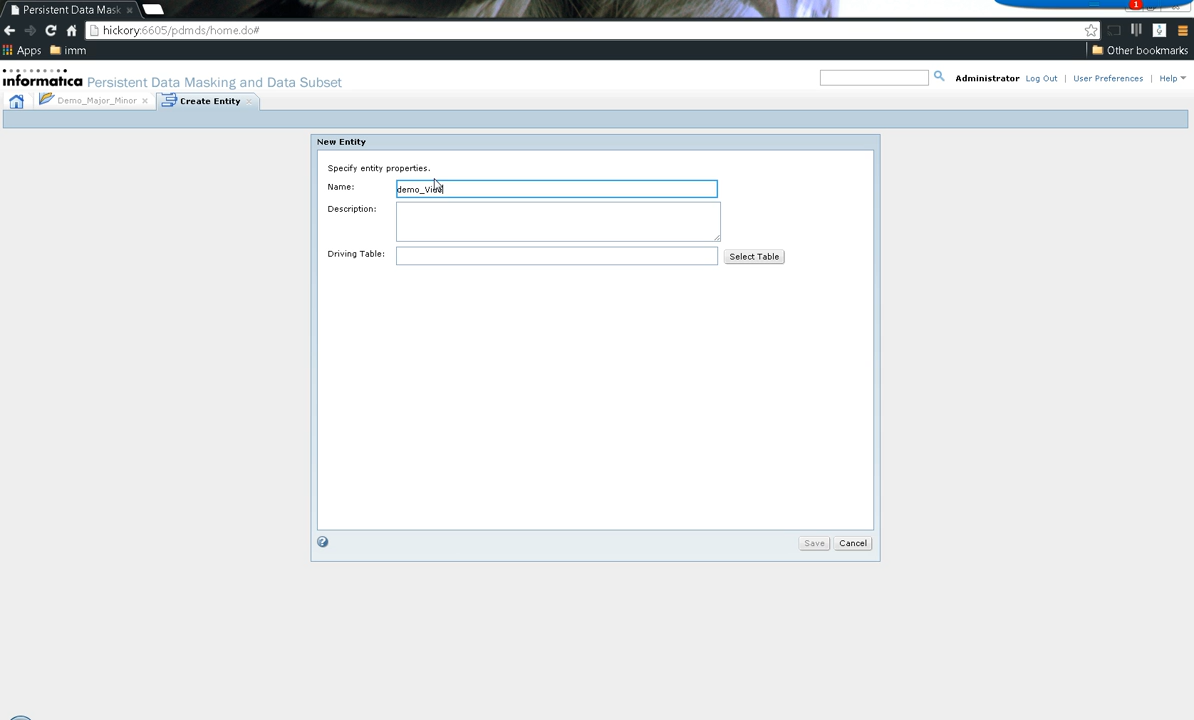 Persistent Data Mask
hickory:6605/pdmds/home.do#
Apps imm Other bookmarks
1
informatica Persistent Data Masking and Data Subset
Administrator Log Out | User Preferences | Help
Demo_Major_Minor Create Entity
New Entity
Specify entity properties.
Name:
Description:
Driving Table: Select Table
Save Cancel